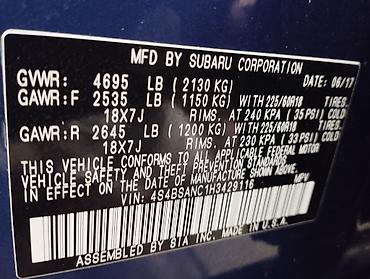 MFD BY SUBARU CORPORATION
GVWR: 4695 LB (2130 KG) DATE: 06/17
GAWR:F 2535 LB (1150 KG) WITH 225/60R18 TIRES.
18X7J RIMS. AT 240 KPA (35 PSI) COLD
GAWR:R 2645 LB (1200 KG) WITH 225/60R18 TIRES.
18X7J RIMS. AT 230 KPA (33 PSI) COLD
THIS VEHICLE CONFORMS TO ALL APPLICABLE FEDERAL MOTOR
VEHICLE SAFETY AND THEFT PREVENTION STANDARDS
IN EFFECT ON THE DATE OF MANUFACTURE SHOWN ABOVE.
VIN: 4S4BSANC1H3429116 MPV
ASSEMBLED BY SIA INC. MADE IN U.S.A.